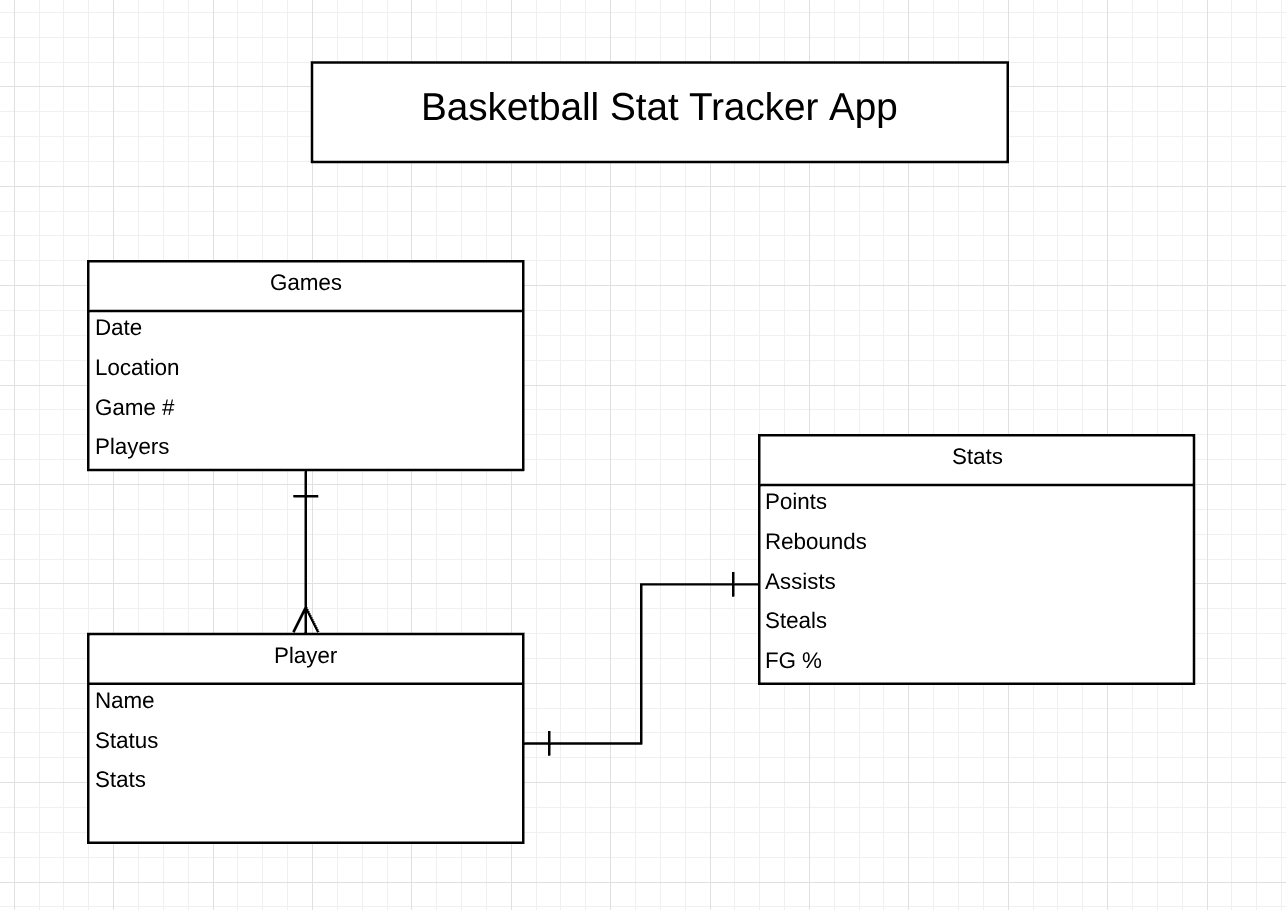 Basketball Stat Tracker App
Games
Date
Location
Game #
Players
Stats
Points
Rebounds
Assists
Steals
FG %
Player
Name
Status
Stats